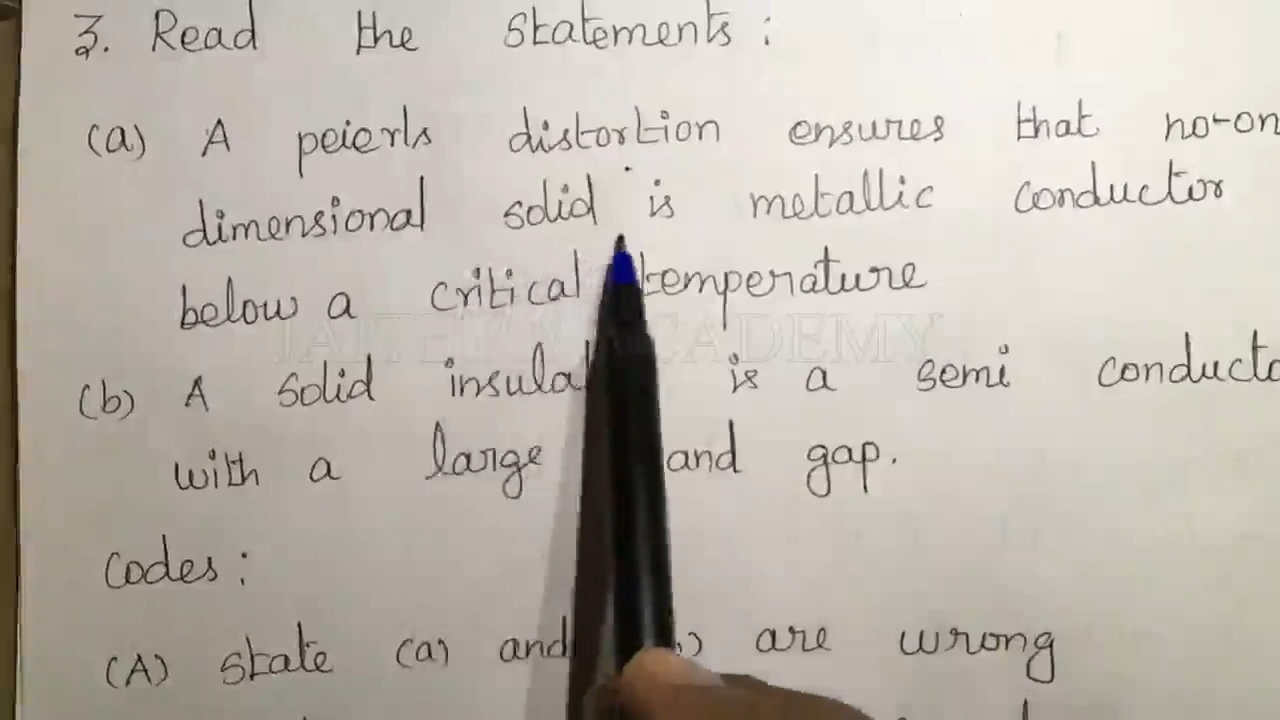 3. Read the Statements:
(a) A peierls distortion ensures that no-on
dimensional solid is metallic conductor
below a critical temperature
(b) A solid insula is a semi conducto
with a large and gap.
Codes:
(A) state (a) and are wrong